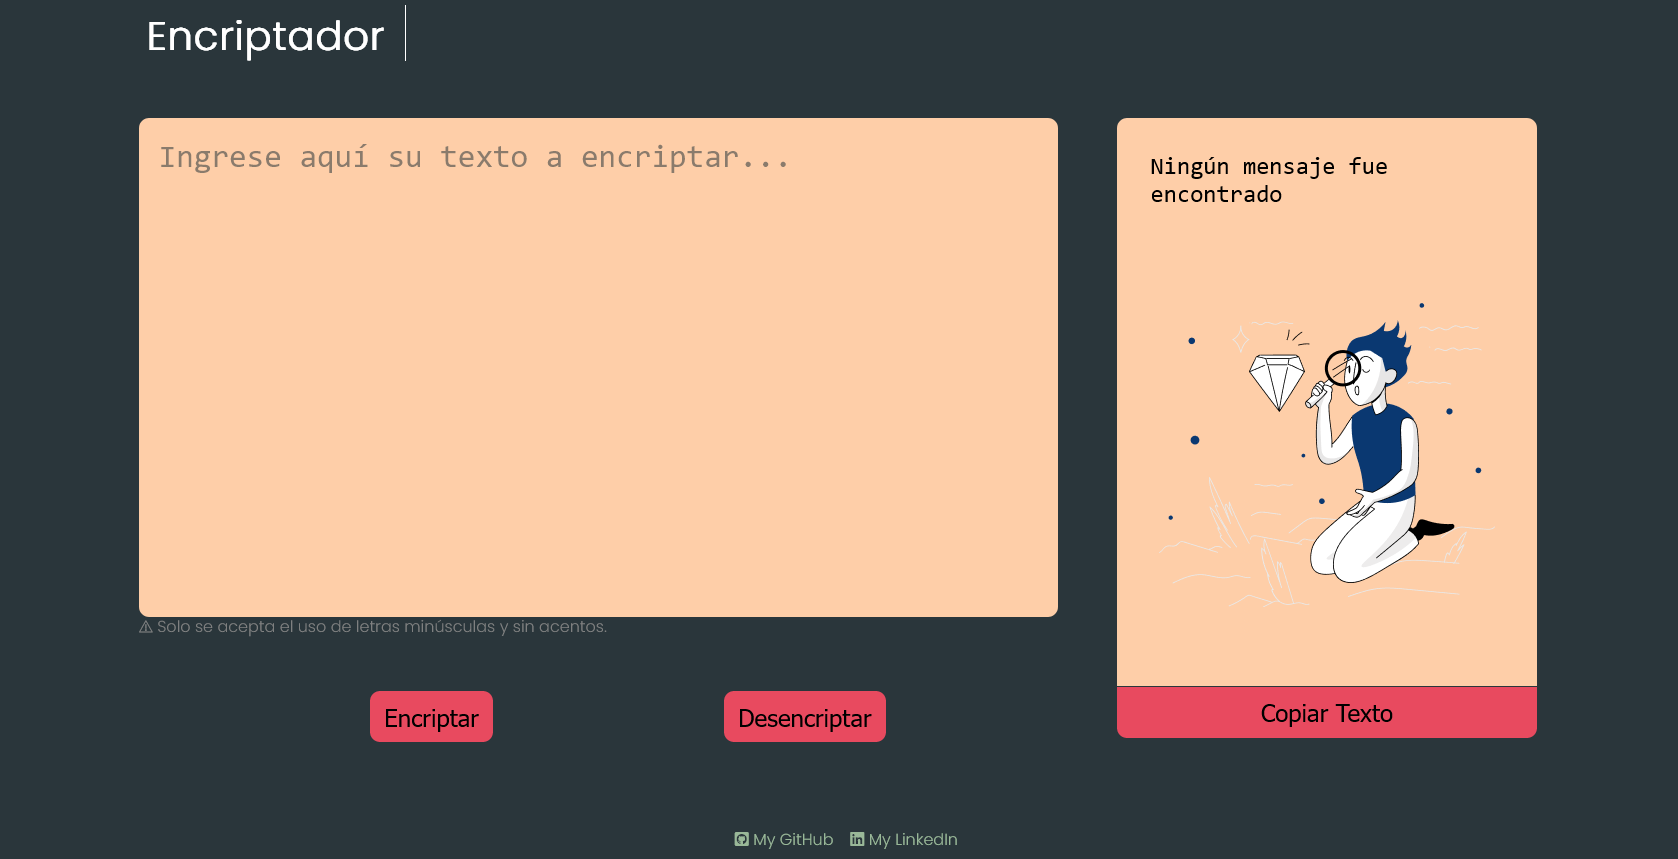 Encriptador
Ingrese aquí su texto a encriptar...
⚠ Solo se acepta el uso de letras minúsculas y sin acentos.
Encriptar
Desencriptar
Ningún mensaje fue
encontrado
Copiar Texto
My GitHub My LinkedIn